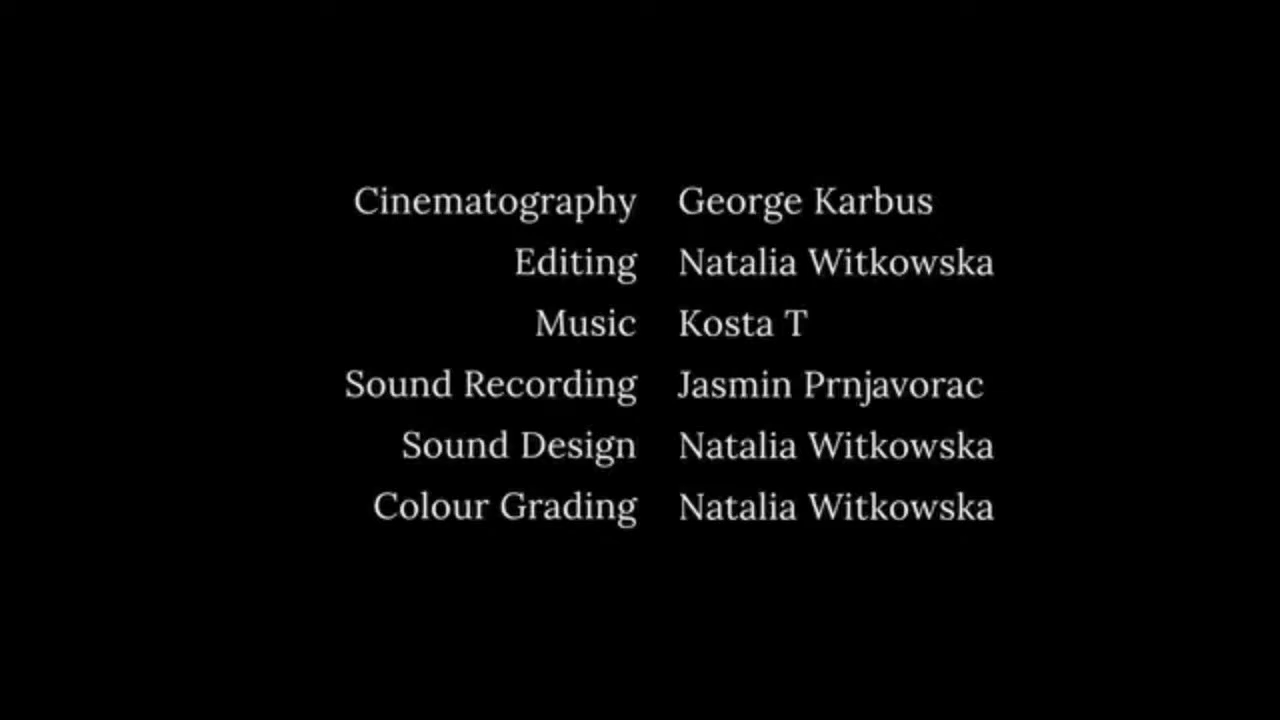 Cinematography George Karbus
Editing Natalia Witkowska
Music Kosta T
Sound Recording Jasmin Prnjavorac
Sound Design Natalia Witkowska
Colour Grading Natalia Witkowska